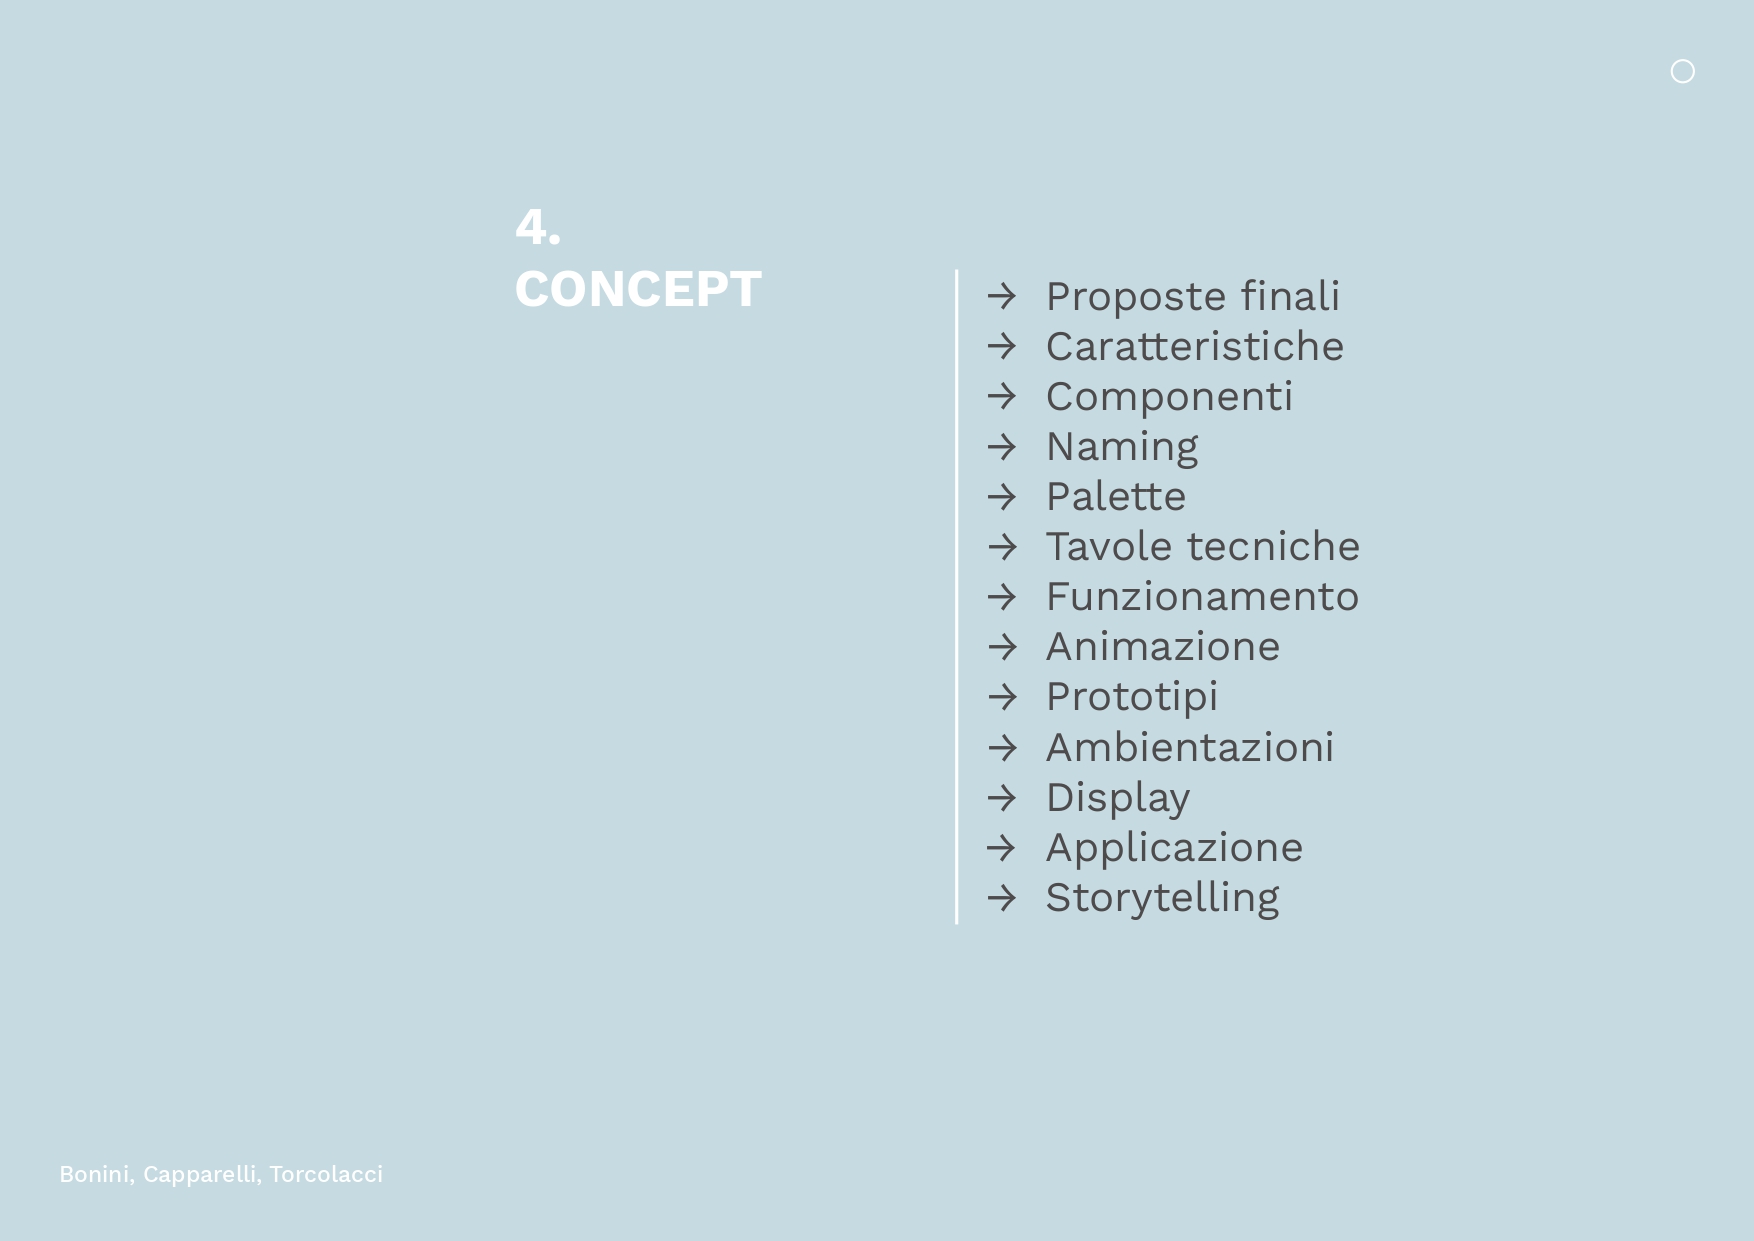 4.
CONCEPT
→ Proposte finali
→ Caratteristiche
→ Componenti
→ Naming
→ Palette
→ Tavole tecniche
→ Funzionamento
→ Animazione
→ Prototipi
→ Ambientazioni
→ Display
→ Applicazione
→ Storytelling
Bonini, Capparelli, Torcolacci